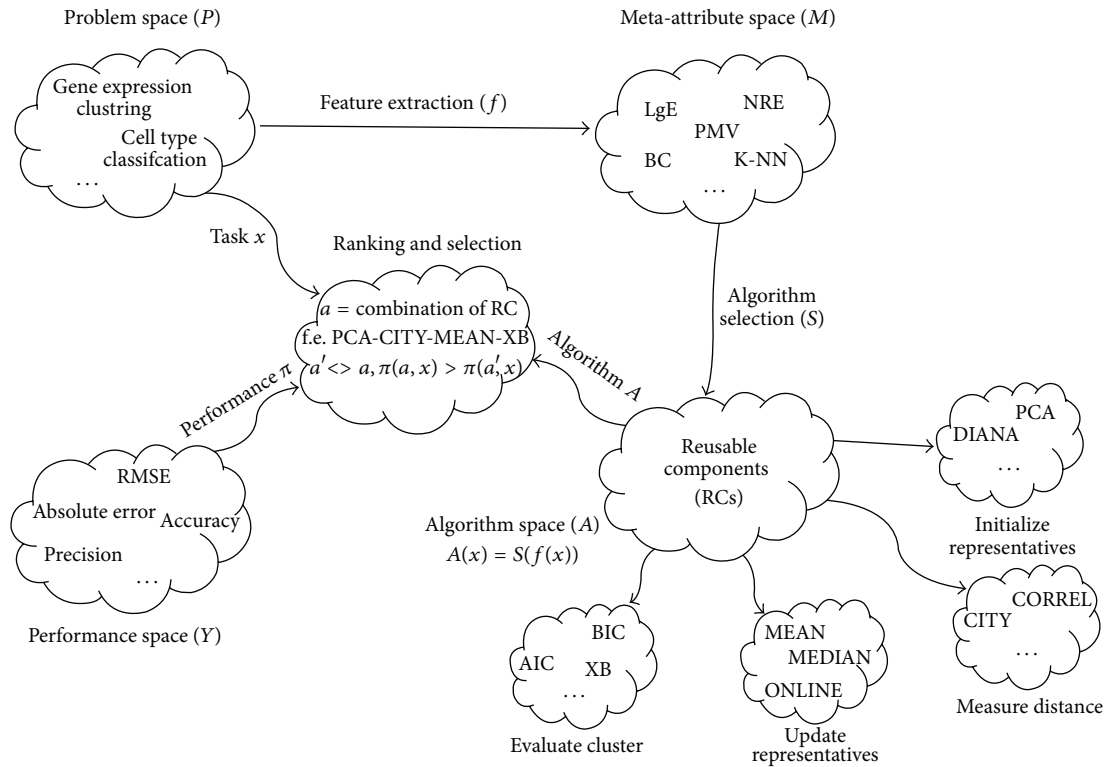 Problem space (P)
Gene expression
clustring
Cell type
classifcation
...
Feature extraction (f)
Meta-attribute space (M)
LgE
NRE
PMV
BC
K-NN
...
Task x
Ranking and selection
a = combination of RC
f.e. PCA-CITY-MEAN-XB
a′ <> a, π(a, x) > π(a′, x)
Algorithm
selection (S)
Algorithm A
Performance π
RMSE
Absolute error
Accuracy
Precision
...
Performance space (Y)
Reusable
components
(RCs)
Algorithm space (A)
A(x) = S(f(x))
PCA
DIANA
...
Initialize
representatives
CORREL
CITY
...
Measure distance
BIC
AIC
XB
...
Evaluate cluster
MEAN
MEDIAN
ONLINE
Update
representatives